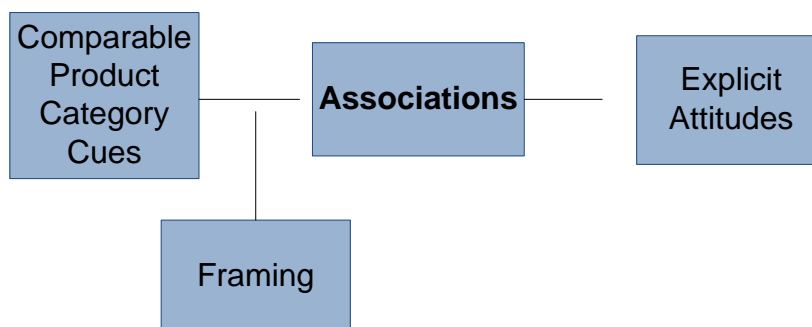 Comparable
Product
Category
Cues
Associations
Explicit
Attitudes
Framing